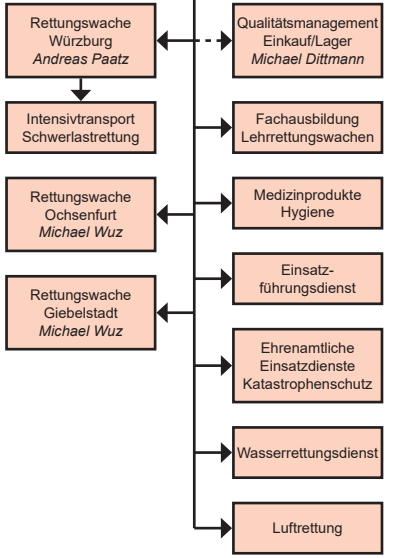 Rettungswache
Würzburg
Andreas Paatz
Intensivtransport
Schwerlastrettung
Rettungswache
Ochsenfurt
Michael Wuz
Rettungswache
Giebelstadt
Michael Wuz
Qualitätsmanagement
Einkauf/Lager
Michael Dittmann
Fachausbildung
Lehrrettungswachen
Medizinprodukte
Hygiene
Einsatz-
führungsdienst
Ehrenamtliche
Einsatzdienste
Katastrophenschutz
Wasserrettungsdienst
Luftrettung